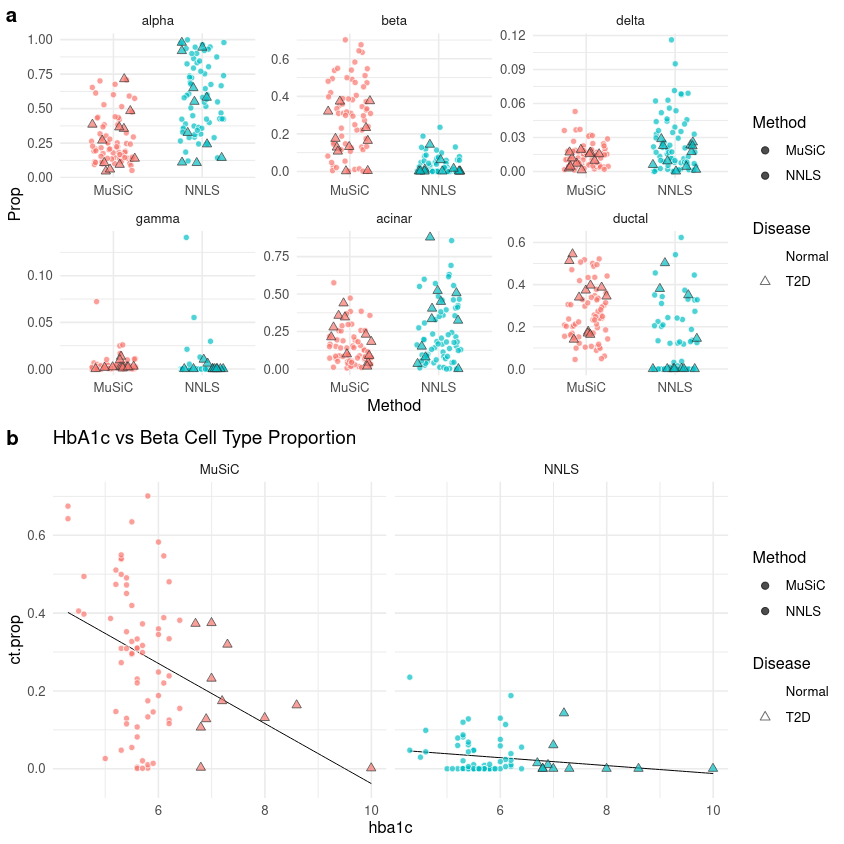 a
alpha
beta
delta
1.00
0.75
0.50
0.25
0.00
0.6
0.4
0.2
0.0
0.12
0.09
0.06
0.03
0.00
MuSiC NNLS
MuSiC NNLS
MuSiC NNLS
Prop
gamma
acinar
ductal
0.10
0.05
0.00
0.75
0.50
0.25
0.00
0.6
0.4
0.2
0.0
MuSiC NNLS
MuSiC NNLS
MuSiC NNLS
Method
Method
MuSiC
NNLS
Disease
Normal
T2D
b
HbA1c vs Beta Cell Type Proportion
MuSiC
NNLS
ct.prop
0.6
0.4
0.2
0.0
6 8 10
6 8 10
hba1c
Method
MuSiC
NNLS
Disease
Normal
T2D